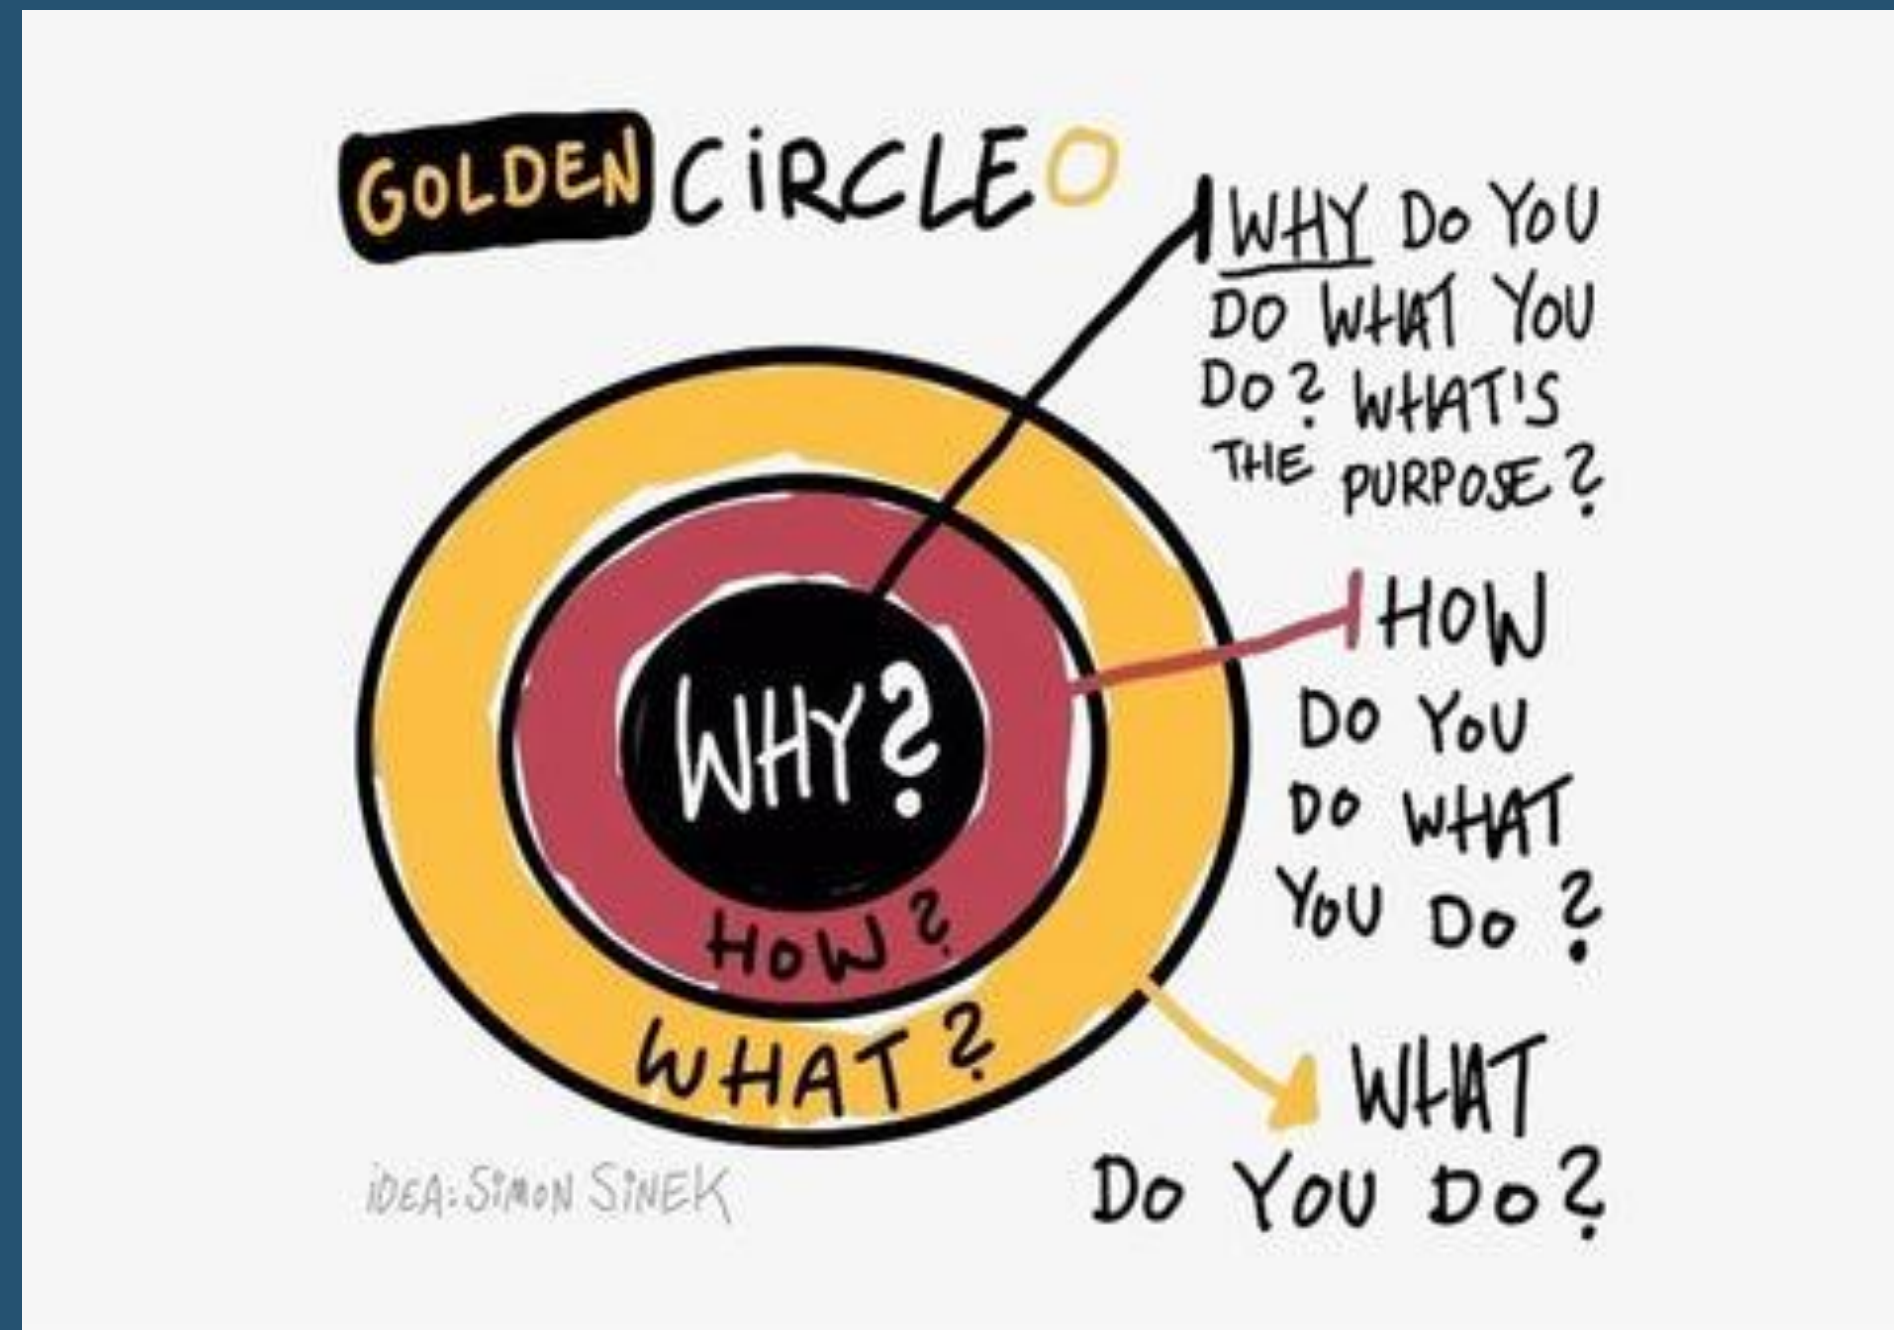 GOLDEN CIRCLE
WHY DO YOU
DO WHAT YOU
DO? WHAT'S
THE PURPOSE?
WHY?
HOW?
WHAT?
HOW
DO YOU
DO WHAT
YOU DO?
WHAT
DO YOU DO?
IDEA: SIMON SINEK